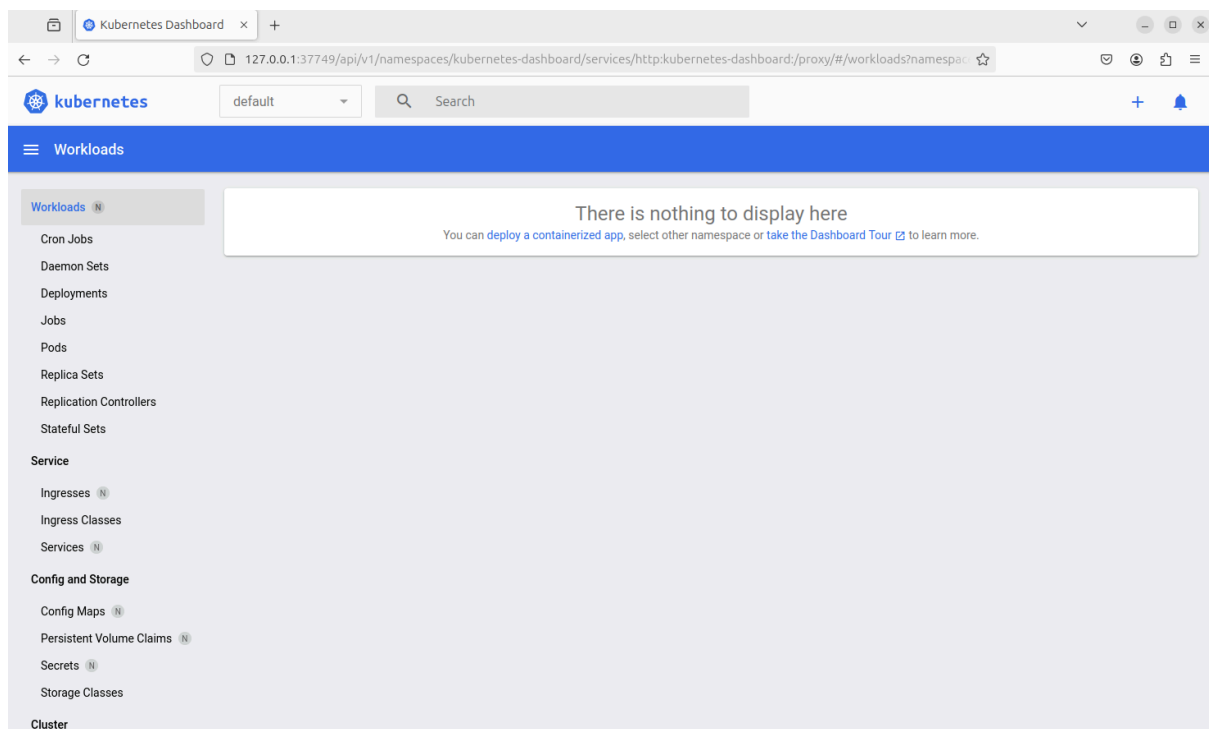 Kubernetes Dashboard
127.0.0.1:37749/api/v1/namespaces/kubernetes-dashboard/services/http:kubernetes-dashboard:/proxy/#/workloads?namespac
kubernetes
default
Search
Workloads
Workloads N
Cron Jobs
Daemon Sets
Deployments
Jobs
Pods
Replica Sets
Replication Controllers
Stateful Sets
Service
Ingresses N
Ingress Classes
Services N
Config and Storage
Config Maps N
Persistent Volume Claims N
Secrets N
Storage Classes
Cluster
There is nothing to display here
You can deploy a containerized app, select other namespace or take the Dashboard Tour to learn more.